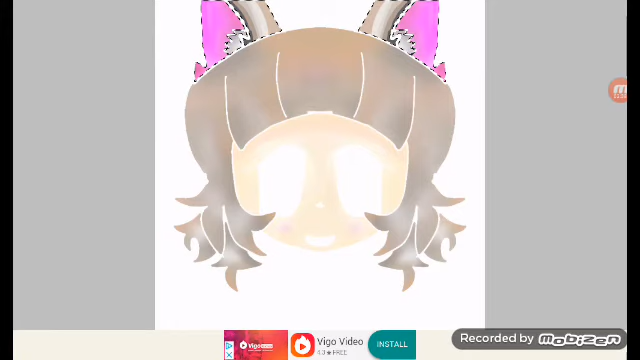 Vigo Video
4.3 ★ FREE
INSTALL
Recorded by
MOBIZEN